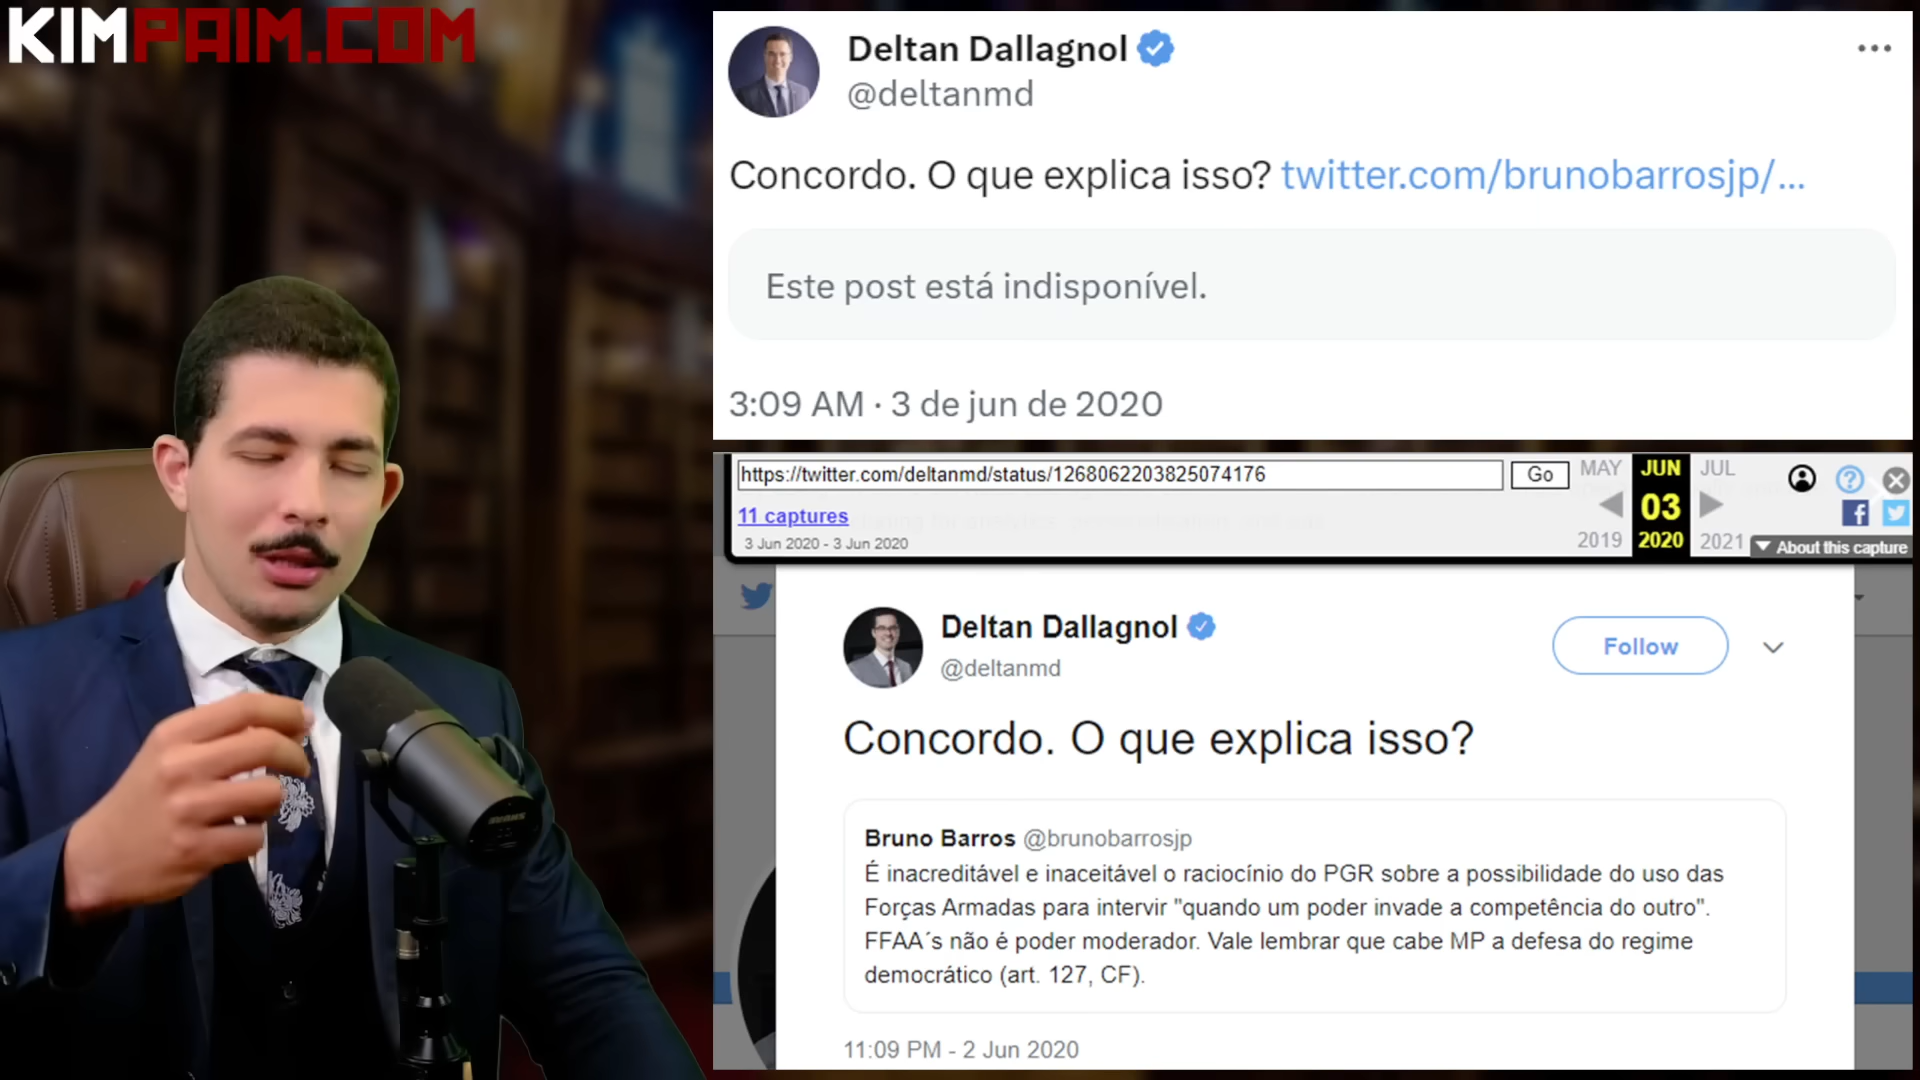 KIMPAIM.COM
Deltan Dallagnol
@deltanmd
Concordo. O que explica isso? twitter.com/brunobarrosjp/...
Este post está indisponível.
3:09 AM · 3 de jun de 2020
https://twitter.com/deltanmd/status/1268062203825074176
Go
MAY
JUN
JUL
11 captures
03
3 Jun 2020 - 3 Jun 2020
2019
2020
2021
About this capture
Deltan Dallagnol
@deltanmd
Follow
Concordo. O que explica isso?
Bruno Barros @brunobarrosjp
É inacreditável e inaceitável o raciocínio do PGR sobre a possibilidade do uso das
Forças Armadas para intervir "quando um poder invade a competência do outro".
FFAA´s não é poder moderador. Vale lembrar que cabe MP a defesa do regime
democrático (art. 127, CF).
11:09 PM - 2 Jun 2020